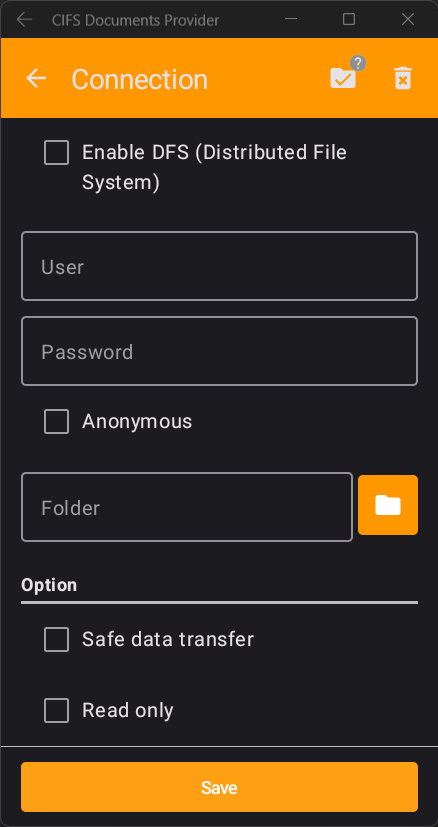 CIFS Documents Provider
Connection
?
Enable DFS (Distributed File
System)
User
Password
Anonymous
Folder
Option
Safe data transfer
Read only
Save